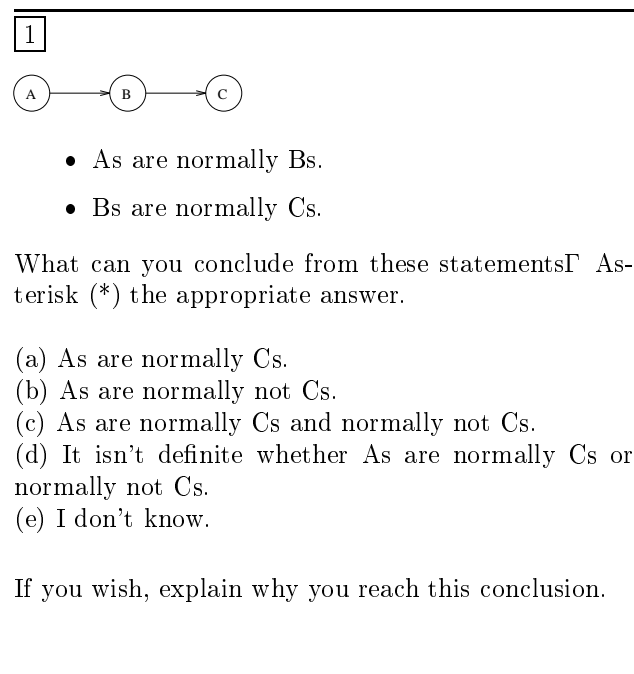 1
A B C
• As are normally Bs.
• Bs are normally Cs.
What can you conclude from these statementsΓ As-
terisk (*) the appropriate answer.
(a) As are normally Cs.
(b) As are normally not Cs.
(c) As are normally Cs and normally not Cs.
(d) It isn't definite whether As are normally Cs or
normally not Cs.
(e) I don't know.
If you wish, explain why you reach this conclusion.